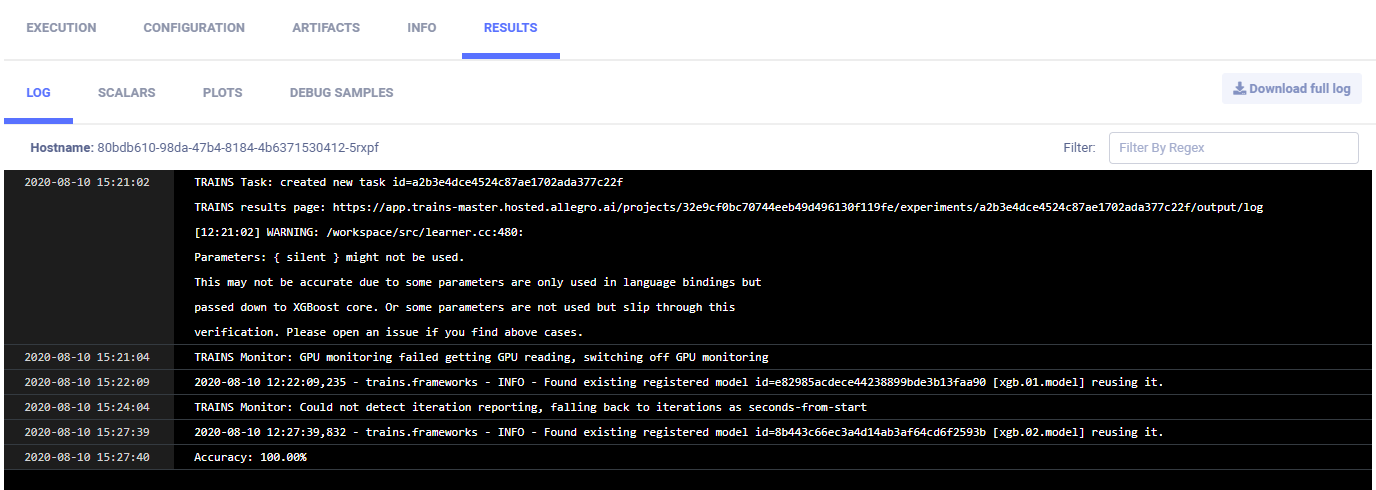 EXECUTION CONFIGURATION ARTIFACTS INFO RESULTS
LOG SCALARS PLOTS DEBUG SAMPLES Download full log
Hostname: 80bdb610-98da-47b4-8184-4b6371530412-5rxpf Filter: Filter By Regex
2020-08-10 15:21:02 TRAINS Task: created new task id=a2b3e4dce4524c87ae1702ada377c22f
TRAINS results page: https://app.trains-master.hosted.allegro.ai/projects/32e9cf0bc70744eeb49d496130f119fe/experiments/a2b3e4dce4524c87ae1702ada377c22f/output/log
[12:21:02] WARNING: /workspace/src/learner.cc:480:
Parameters: { silent } might not be used.
This may not be accurate due to some parameters are only used in language bindings but
passed down to XGBoost core. Or some parameters are not used but slip through this
verification. Please open an issue if you find above cases.
2020-08-10 15:21:04 TRAINS Monitor: GPU monitoring failed getting GPU reading, switching off GPU monitoring
2020-08-10 15:22:09 2020-08-10 12:22:09,235 - trains.frameworks - INFO - Found existing registered model id=e82985acdece44238899bde3b13faa90 [xgb.01.model] reusing it.
2020-08-10 15:24:04 TRAINS Monitor: Could not detect iteration reporting, falling back to iterations as seconds-from-start
2020-08-10 15:27:39 2020-08-10 12:27:39,832 - trains.frameworks - INFO - Found existing registered model id=8b443c66ec3a4d14ab3af64cd6f2593b [xgb.02.model] reusing it.
2020-08-10 15:27:40 Accuracy: 100.00%